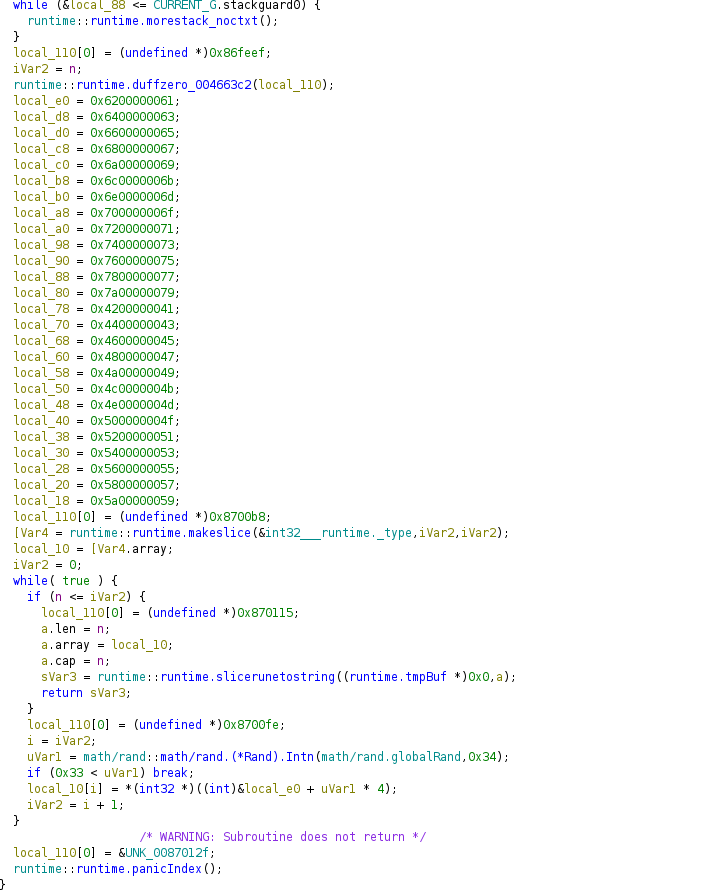 while (&local_88 <= CURRENT_G.stackguard0) {
runtime::runtime.morestack_noctxt();
}
local_110[0] = (undefined *)0x86feef;
iVar2 = n;
runtime::runtime.duffzero_004663c2(local_110);
local_e0 = 0x6200000061;
local_d8 = 0x6400000063;
local_d0 = 0x6600000065;
local_c8 = 0x6800000067;
local_c0 = 0x6a00000069;
local_b8 = 0x6c0000006b;
local_b0 = 0x6e0000006d;
local_a8 = 0x700000006f;
local_a0 = 0x7200000071;
local_98 = 0x7400000073;
local_90 = 0x7600000075;
local_88 = 0x7800000077;
local_80 = 0x7a00000079;
local_78 = 0x4200000041;
local_70 = 0x4400000043;
local_68 = 0x4600000045;
local_60 = 0x4800000047;
local_58 = 0x4a00000049;
local_50 = 0x4c0000004b;
local_48 = 0x4e0000004d;
local_40 = 0x500000004f;
local_38 = 0x5200000051;
local_30 = 0x5400000053;
local_28 = 0x5600000055;
local_20 = 0x5800000057;
local_18 = 0x5a00000059;
local_110[0] = (undefined *)0x8700b8;
[Var4 = runtime::runtime.makeslice(&int32___runtime._type,iVar2,iVar2);
local_10 = [Var4.array;
iVar2 = 0;
while( true ) {
if (n <= iVar2) {
local_110[0] = (undefined *)0x870115;
a.len = n;
a.array = local_10;
a.cap = n;
sVar3 = runtime::runtime.slicerunetostring((runtime.tmpBuf *)0x0,a);
return sVar3;
}
local_110[0] = (undefined *)0x8700fe;
i = iVar2;
uVar1 = math/rand::math/rand.(*Rand).Intn(math/rand.globalRand,0x34);
if (0x33 < uVar1) break;
local_10[i] = *(int32 *)((int)&local_e0 + uVar1 * 4);
iVar2 = i + 1;
}
/* WARNING: Subroutine does not return */
local_110[0] = &UNK_0087012f;
runtime::runtime.panicIndex();
}